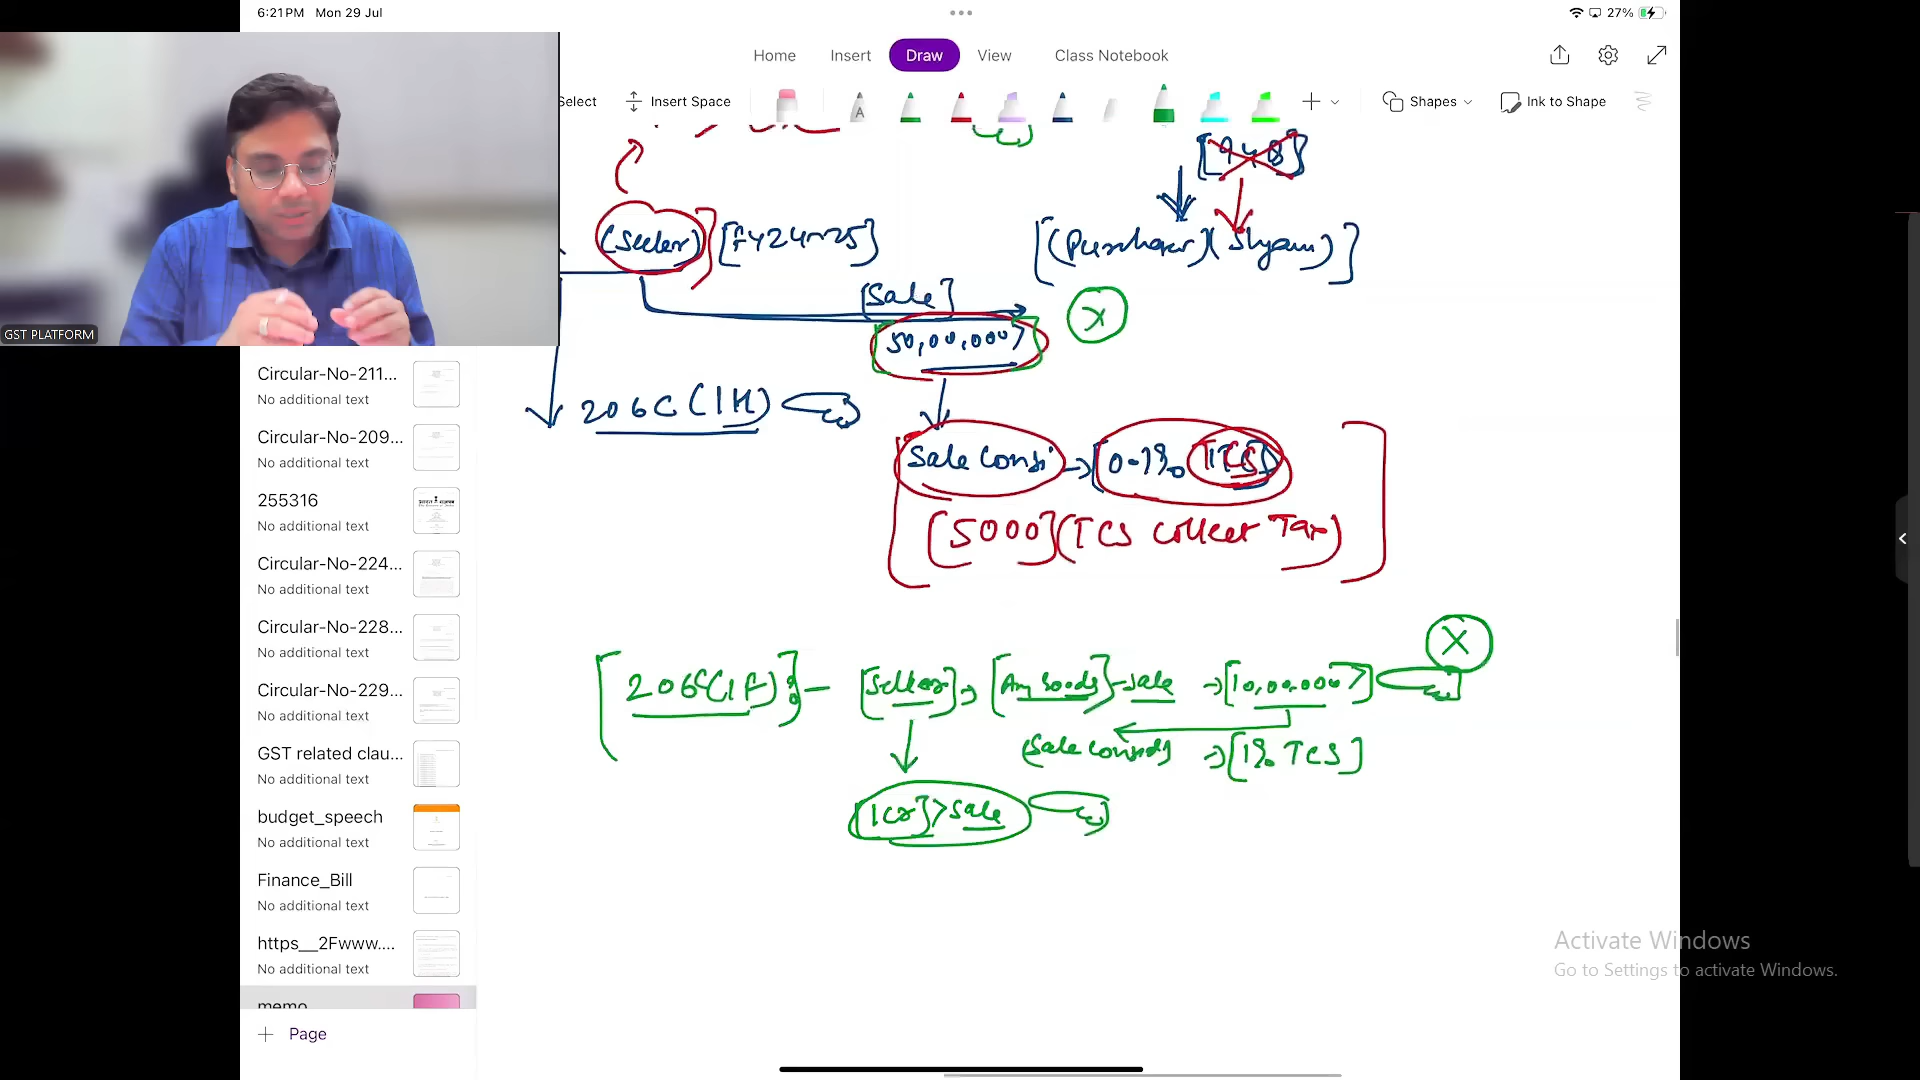 6:21PM Mon 29 Jul
27%
Home Insert Draw View Class Notebook
Select Insert Space Shapes Ink to Shape
[948]
(Seller)] [FY24-25] [(Purchaser)(Shyam)]
[Sale] X
50,00,000
206C(1H)
Sale Consi → [0.1% TCS]
[5000](TCS Collect Tax)
X
[206C(1F)]:- [Seller] → [Any Goods]-Sale → [10,00,000]
(Sale Consid) → [1% TCS]
[1Cr] > Sale
GST PLATFORM
Circular-No-211...
No additional text
Circular-No-209...
No additional text
255316
No additional text
Circular-No-224...
No additional text
Circular-No-228...
No additional text
Circular-No-229...
No additional text
GST related clau...
No additional text
budget_speech
No additional text
Finance_Bill
No additional text
https__2Fwww....
No additional text
memo
+ Page
Activate Windows
Go to Settings to activate Windows.